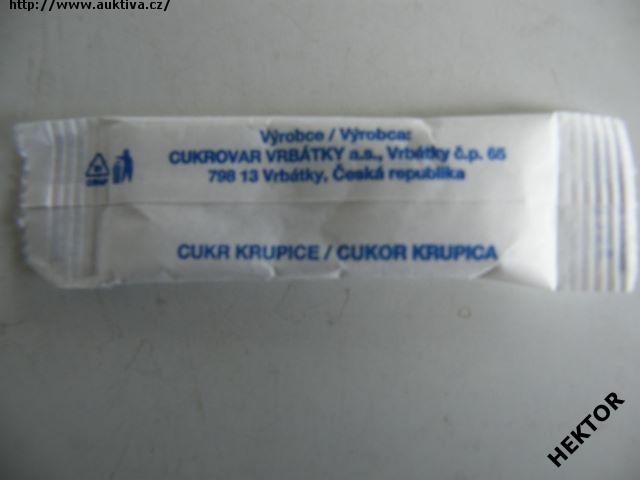 http://www.auktiva.cz/
Výrobce / Výrobca:
CUKROVAR VRBÁTKY a.s., Vrbátky č.p. 65
798 13 Vrbátky, Česká republika
CUKR KRUPICE / CUKOR KRUPICA
HEKTOR